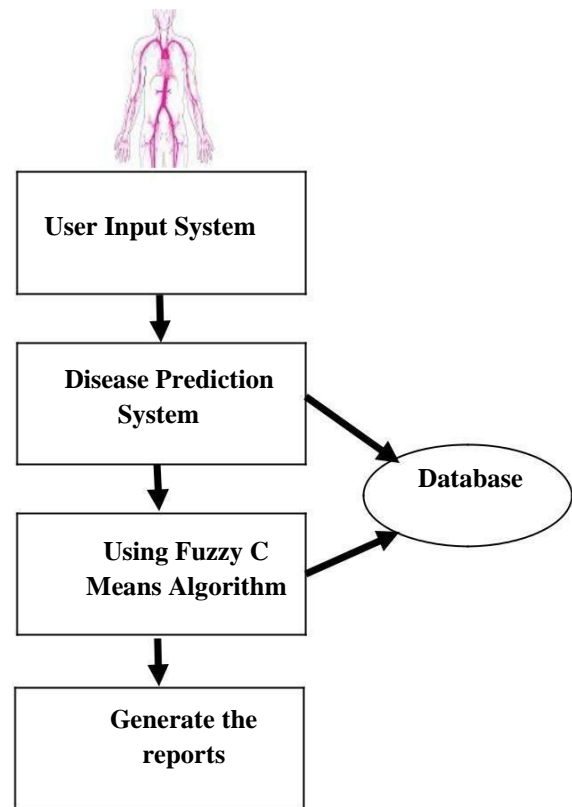 User Input System
Disease Prediction
System
Database
Using Fuzzy C
Means Algorithm
Generate the
reports